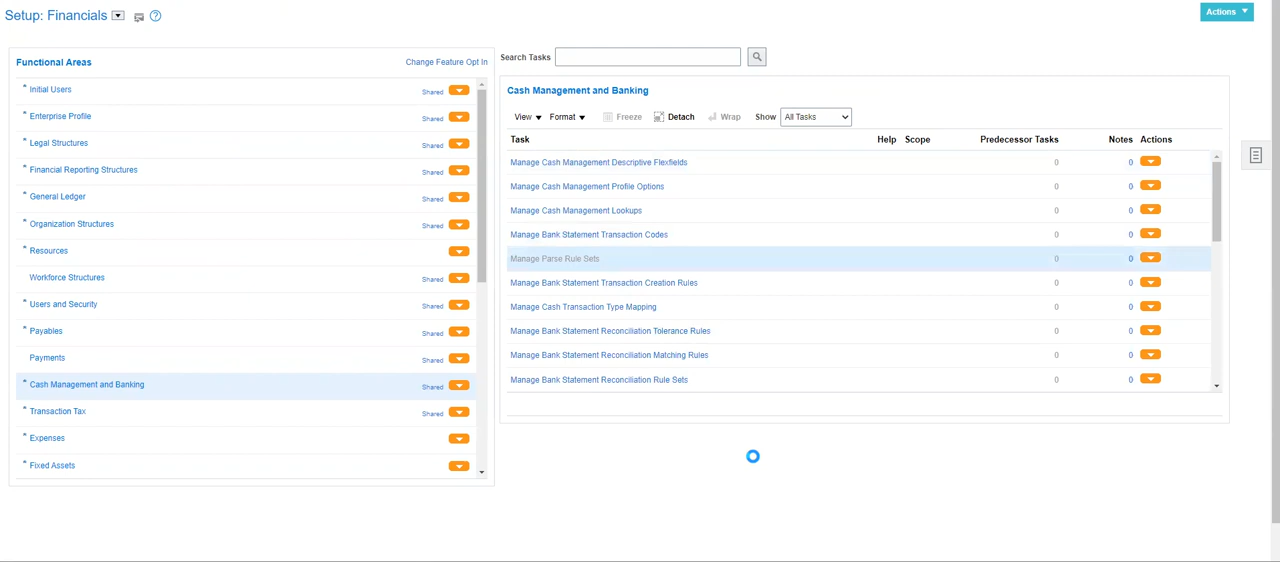 Setup: Financials
Actions
Functional Areas
Change Feature Opt In
* Initial Users Shared
* Enterprise Profile Shared
* Legal Structures Shared
* Financial Reporting Structures Shared
* General Ledger Shared
* Organization Structures Shared
* Resources
Workforce Structures Shared
* Users and Security Shared
* Payables Shared
Payments Shared
* Cash Management and Banking Shared
* Transaction Tax Shared
* Expenses
* Fixed Assets
Search Tasks
Cash Management and Banking
View Format Freeze Detach Wrap Show All Tasks
Task Help Scope Predecessor Tasks Notes Actions
Manage Cash Management Descriptive Flexfields 0 0
Manage Cash Management Profile Options 0 0
Manage Cash Management Lookups 0 0
Manage Bank Statement Transaction Codes 0 0
Manage Parse Rule Sets 0 0
Manage Bank Statement Transaction Creation Rules 0 0
Manage Cash Transaction Type Mapping 0 0
Manage Bank Statement Reconciliation Tolerance Rules 0 0
Manage Bank Statement Reconciliation Matching Rules 0 0
Manage Bank Statement Reconciliation Rule Sets 0 0